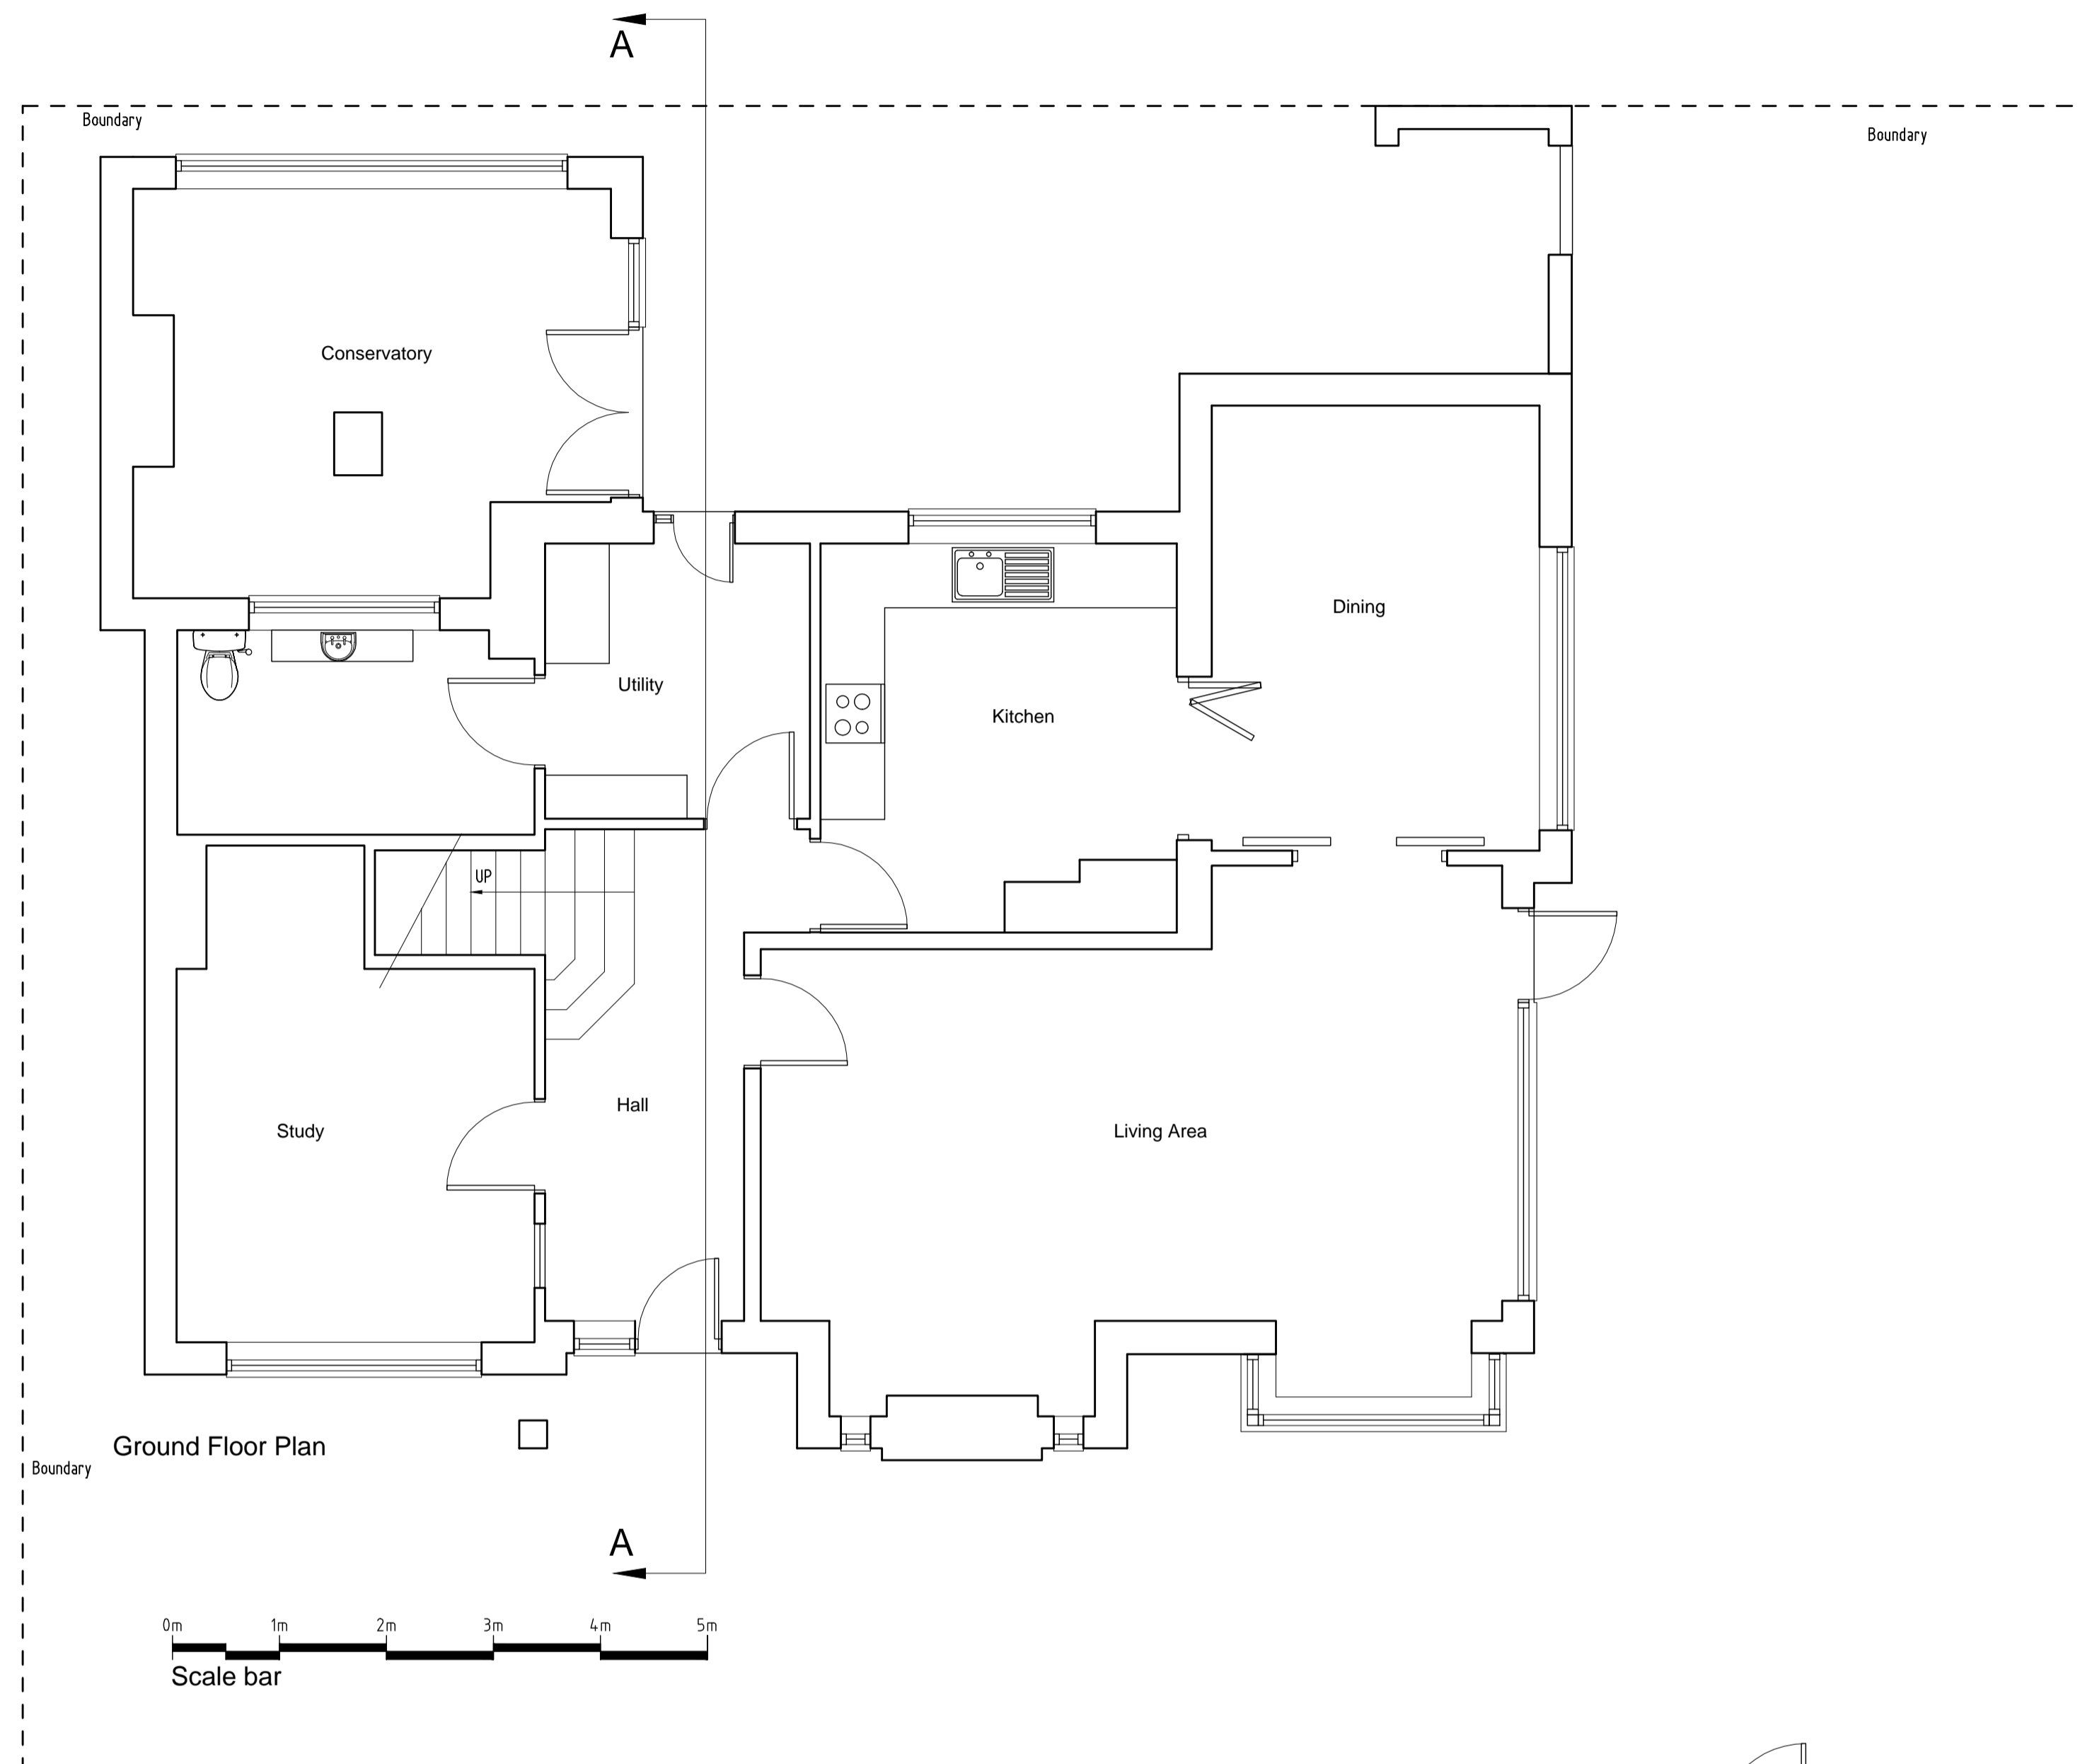 A
Boundary
Boundary
Conservatory
Dining
Utility
Kitchen
UP
Hall
Study
Living Area
Ground Floor Plan
Boundary
A
0m 1m 2m 3m 4m 5m
Scale bar